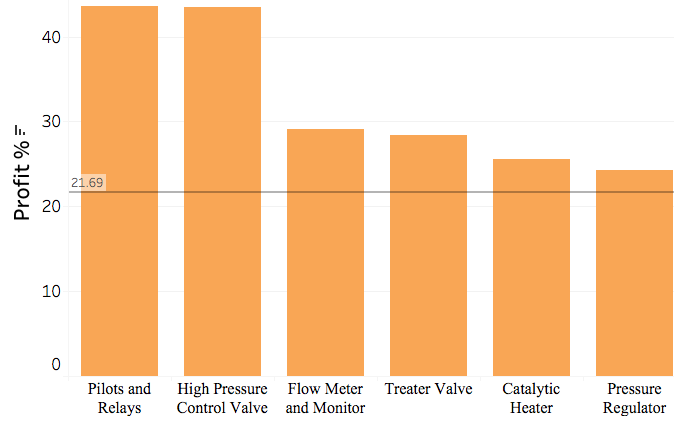 Profit %
40
30
21.69
20
10
0
Pilots and
Relays
High Pressure
Control Valve
Flow Meter
and Monitor
Treater Valve
Catalytic
Heater
Pressure
Regulator